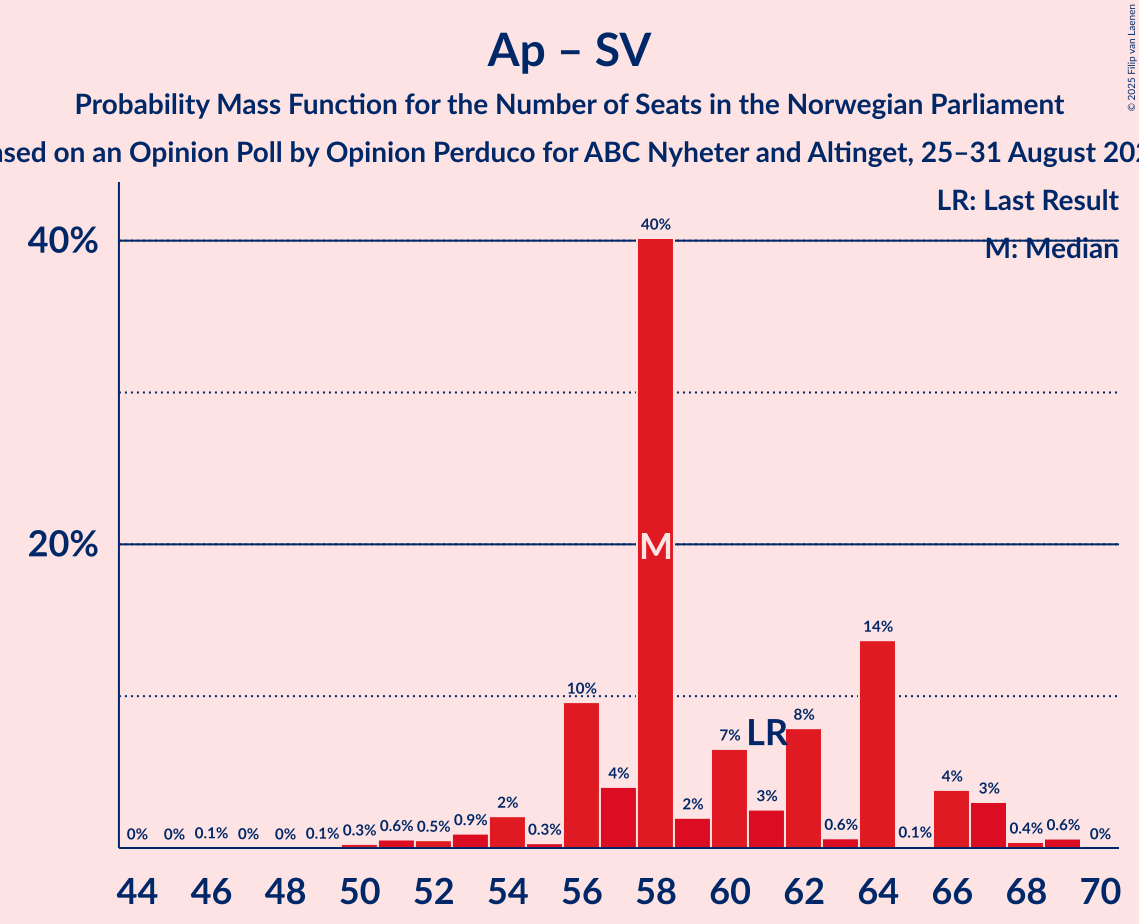 Ap – SV
Probability Mass Function for the Number of Seats in the Norwegian Parliament
on an Opinion Poll by Opinion Perduco for ABC Nyheter and Altinget, 25–31 August
© 2025 Filip van Laenen
LR: Last Result
M: Median
40%
20%
40%
M
14%
10%
LR
8%
7%
4%
4%
3%
3%
2%
2%
0% 0% 0.1% 0% 0% 0.1% 0.3% 0.6% 0.5% 0.9% 0.3% 0.6% 0.1% 0.4% 0.6% 0%
44 46 48 50 52 54 56 58 60 62 64 66 68 70